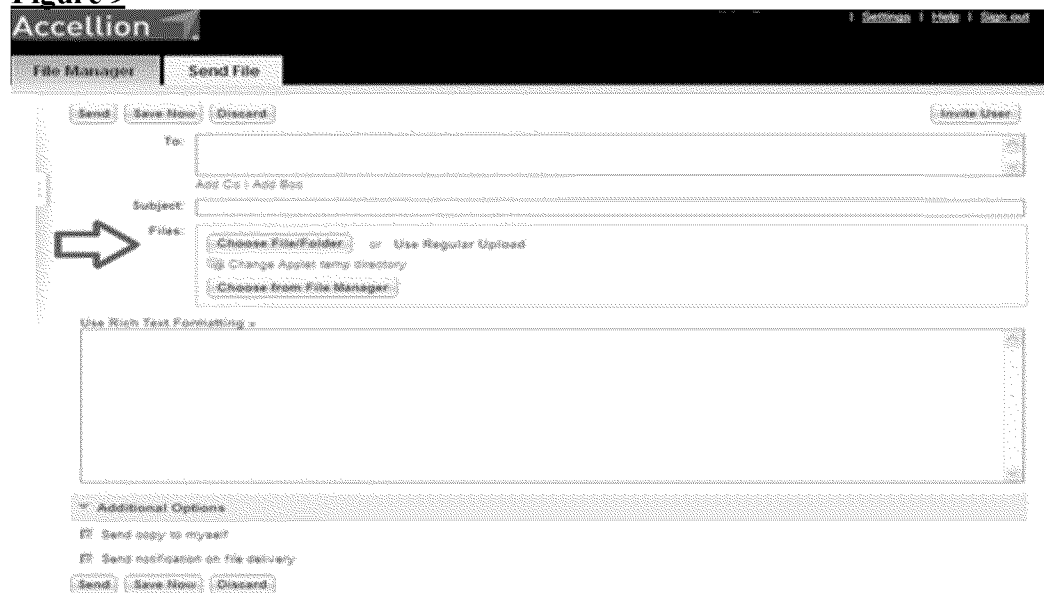 Figure 9
Accellion
| Settings | Help | Sign out
File Manager Send File
Send Save Now Discard Invite User
To:
Add Cc | Add Bcc
Subject:
Files:
Choose File/Folder or Use Regular Upload
Change Applet temp directory
Choose from File Manager
Use Rich Text Formatting »
Additional Options
Send copy to myself
Send notification on file delivery
Send Save Now Discard